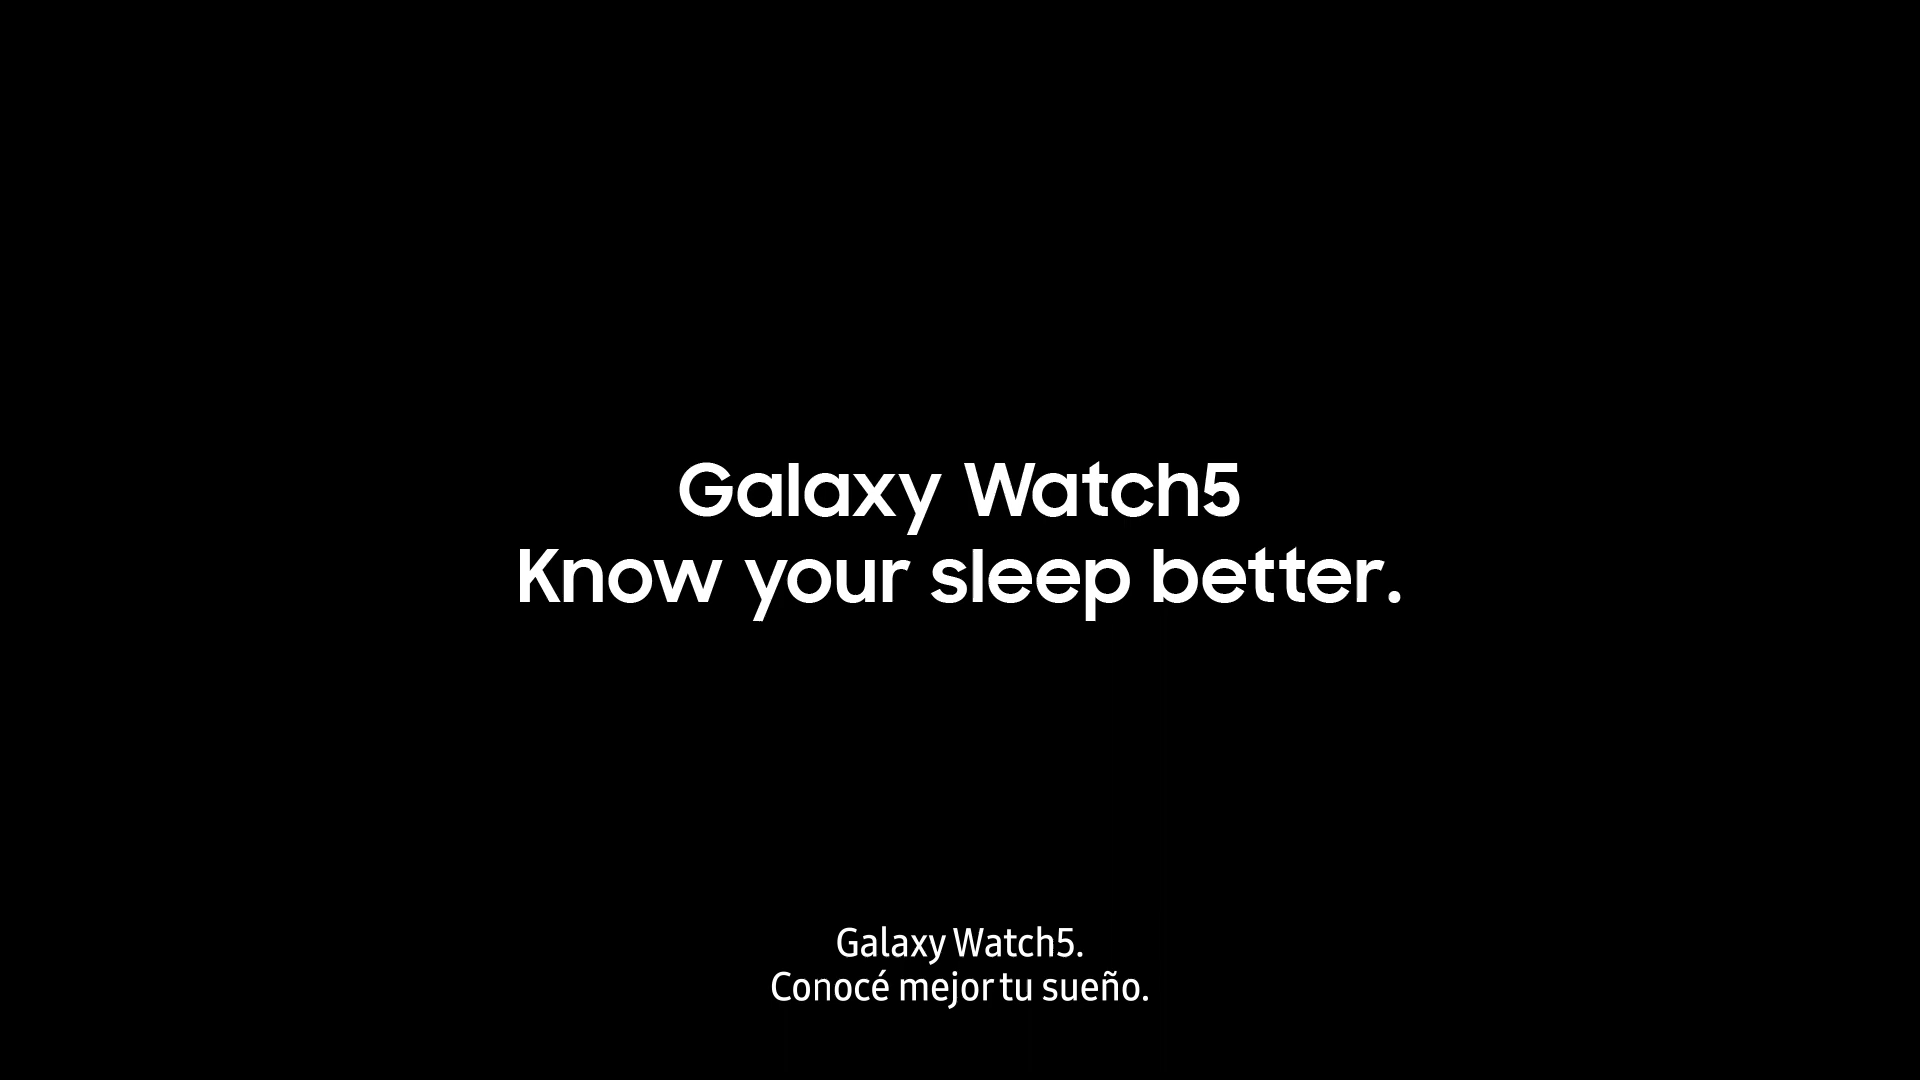 Galaxy Watch5
Know your sleep better.
Galaxy Watch5.
Conocé mejor tu sueño.